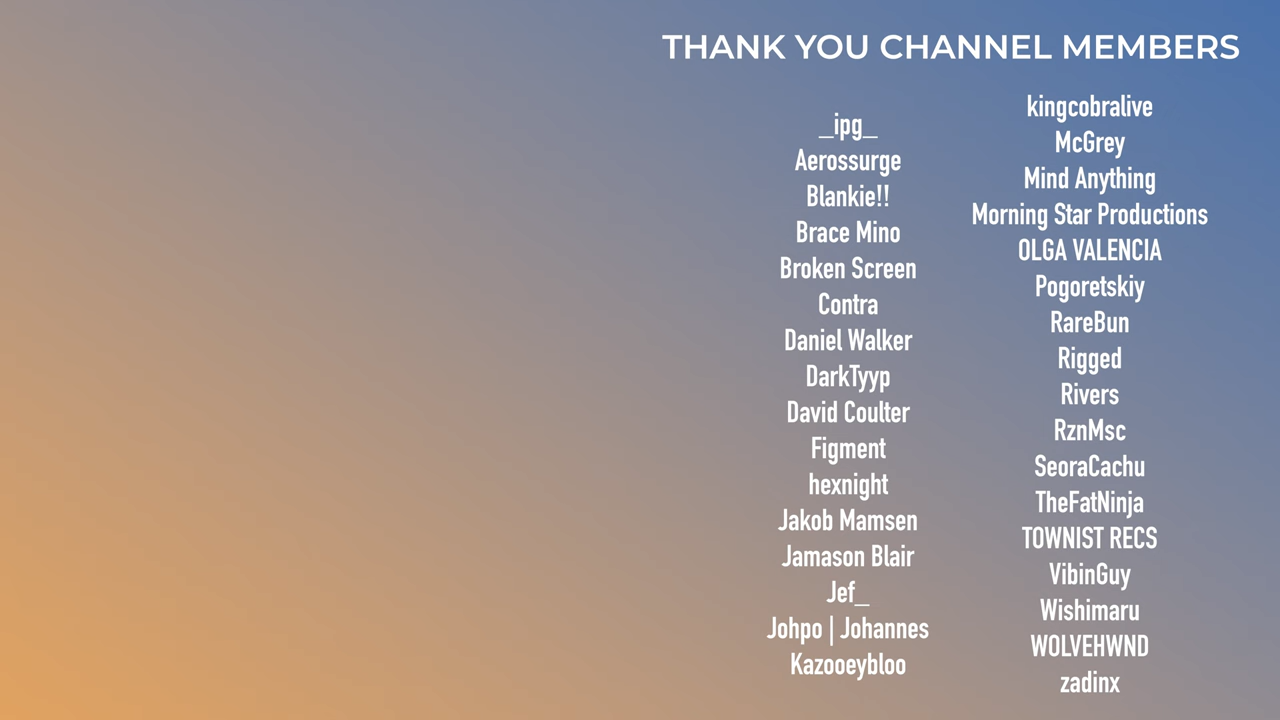 THANK YOU CHANNEL MEMBERS
_ipg_
Aerossurge
Blankie!!
Brace Mino
Broken Screen
Contra
Daniel Walker
DarkTyyp
David Coulter
Figment
hexnight
Jakob Mamsen
Jamason Blair
Jef_
Johpo | Johannes
Kazooeybloo
kingcobralive
McGrey
Mind Anything
Morning Star Productions
OLGA VALENCIA
Pogoretskiy
RareBun
Rigged
Rivers
RznMsc
SeoraCachu
TheFatNinja
TOWNIST RECS
VibinGuy
Wishimaru
WOLVEHWND
zadinx